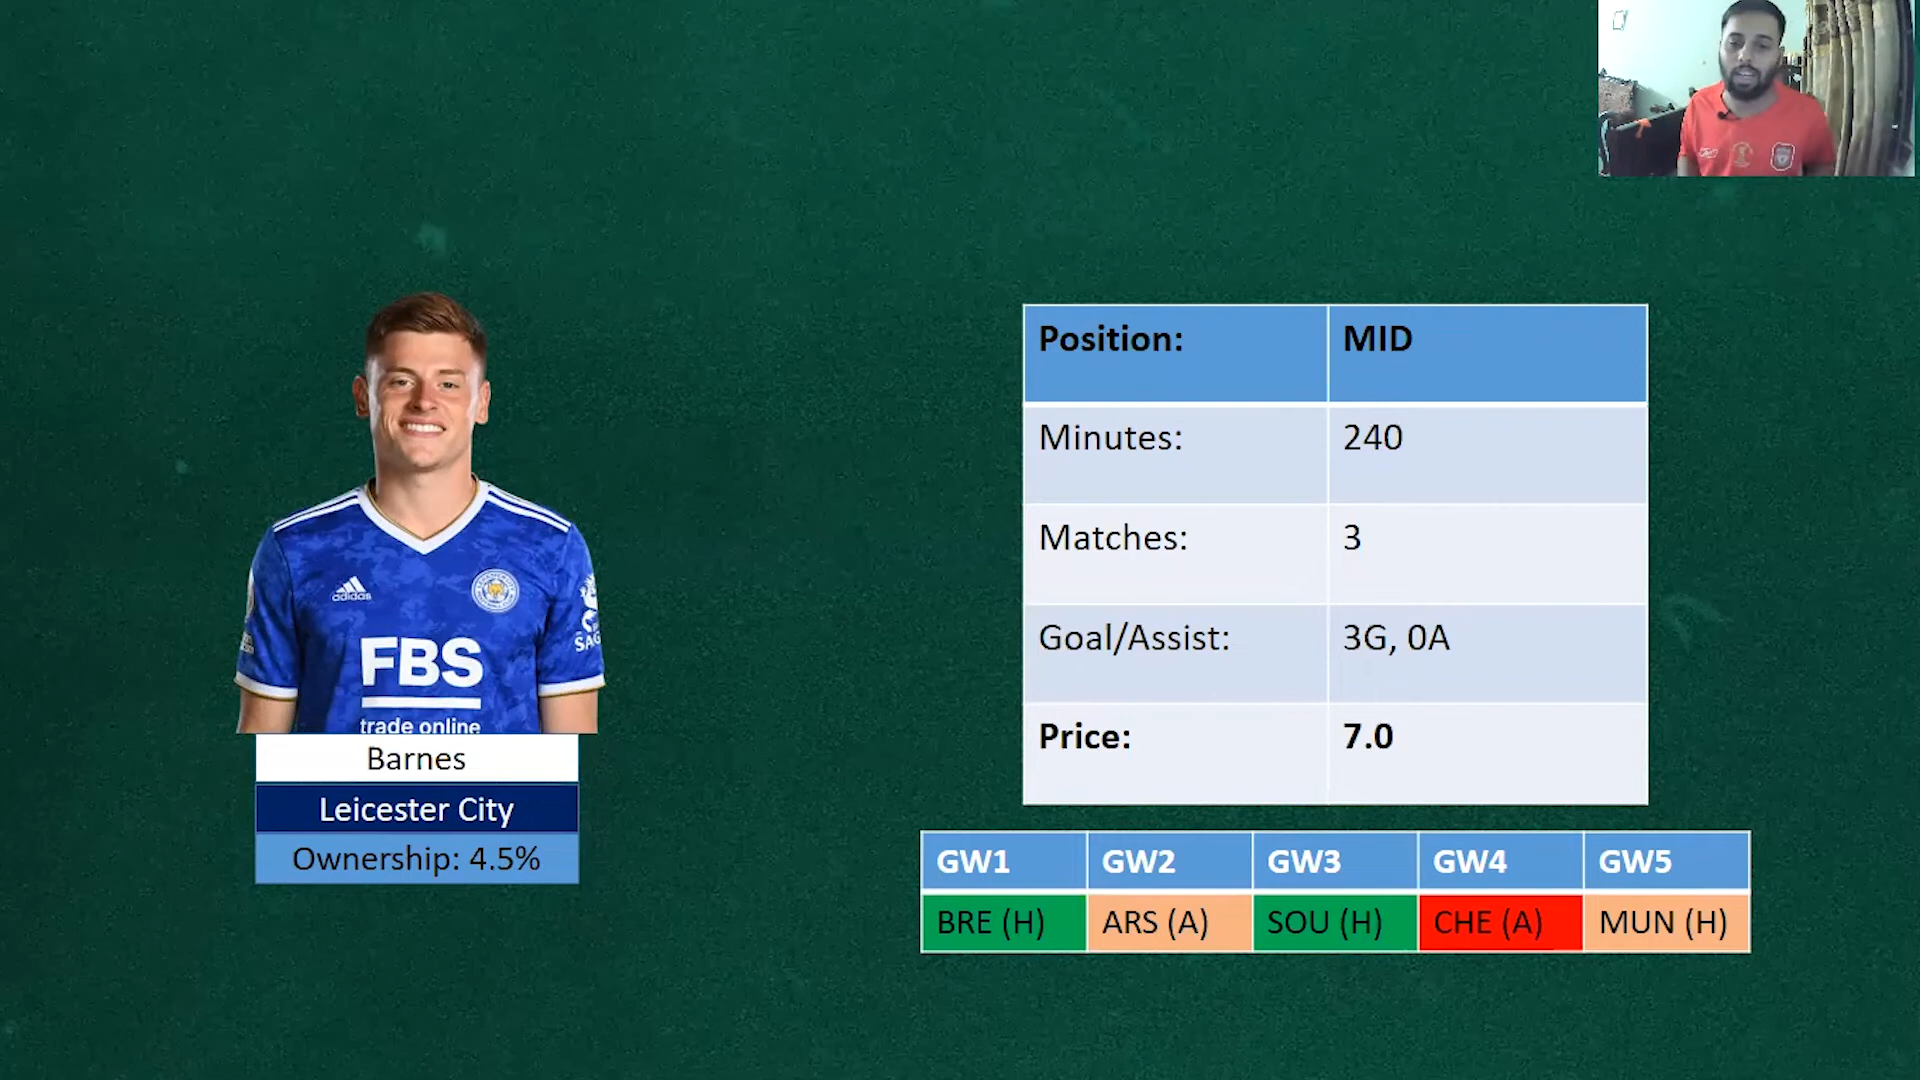 adidas
FBS
trade online
Barnes
Leicester City
Ownership: 4.5%
Position: MID
Minutes: 240
Matches: 3
Goal/Assist: 3G, 0A
Price: 7.0
GW1 GW2 GW3 GW4 GW5
BRE (H) ARS (A) SOU (H) CHE (A) MUN (H)